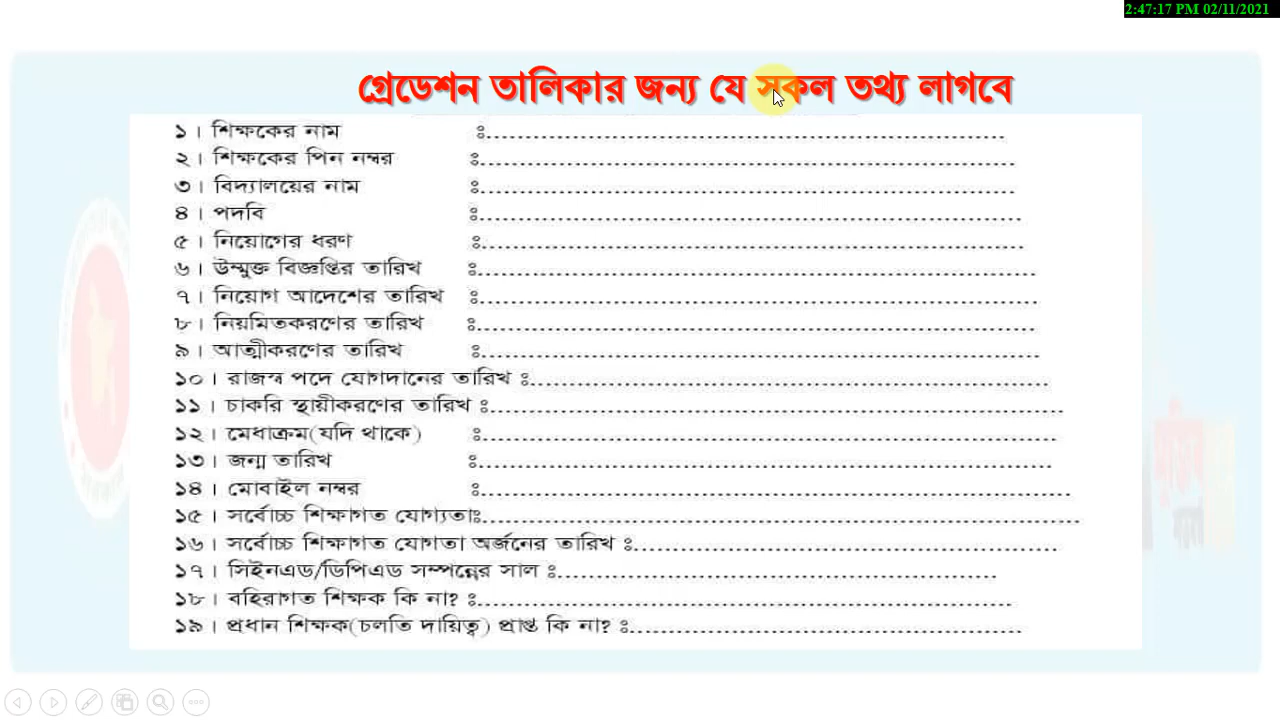 2:47:17 PM 02/11/2021
গ্রেডেশন তালিকার জন্য যে সকল তথ্য লাগবে
১। শিক্ষকের নাম ঃ
২। শিক্ষকের পিন নম্বর ঃ
৩। বিদ্যালয়ের নাম ঃ
৪। পদবি ঃ
৫। নিয়োগের ধরণ ঃ
৬। উম্মুক্ত বিজ্ঞপ্তির তারিখ ঃ
৭। নিয়োগ আদেশের তারিখ ঃ
৮। নিয়মিতকরণের তারিখ ঃ
৯। আত্মীকরণের তারিখ ঃ
১০। রাজস্ব পদে যোগদানের তারিখ ঃ
১১। চাকরি স্থায়ীকরণের তারিখ ঃ
১২। মেধাক্রম(যদি থাকে) ঃ
১৩। জন্ম তারিখ ঃ
১৪। মোবাইল নম্বর ঃ
১৫। সর্বোচ্চ শিক্ষাগত যোগ্যতাঃ
১৬। সর্বোচ্চ শিক্ষাগত যোগতা অর্জনের তারিখ ঃ
১৭। সিইনএড/ডিপিএড সম্পন্নের সাল ঃ
১৮। বহিরাগত শিক্ষক কি না? ঃ
১৯। প্রধান শিক্ষক(চলতি দায়িত্ব) প্রাপ্ত কি না? ঃ